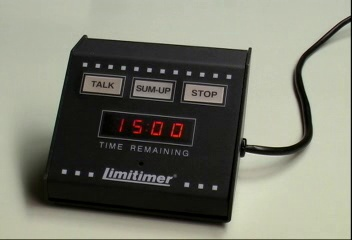 TALK SUM-UP STOP
15:00
TIME REMAINING
Limitimer®